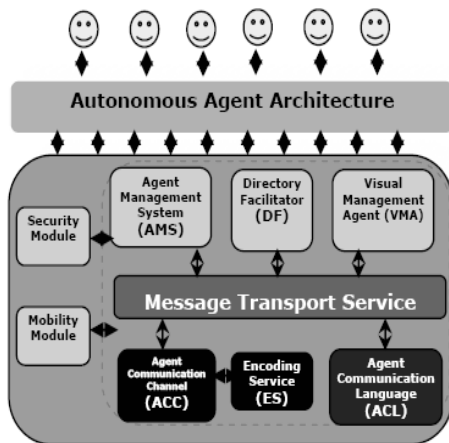 Autonomous Agent Architecture
Agent
Management
System
(AMS)
Directory
Facilitator
(DF)
Visual
Management
Agent (VMA)
Security
Module
Message Transport Service
Mobility
Module
Agent
Communication
Channel
(ACC)
Encoding
Service
(ES)
Agent
Communication
Language
(ACL)